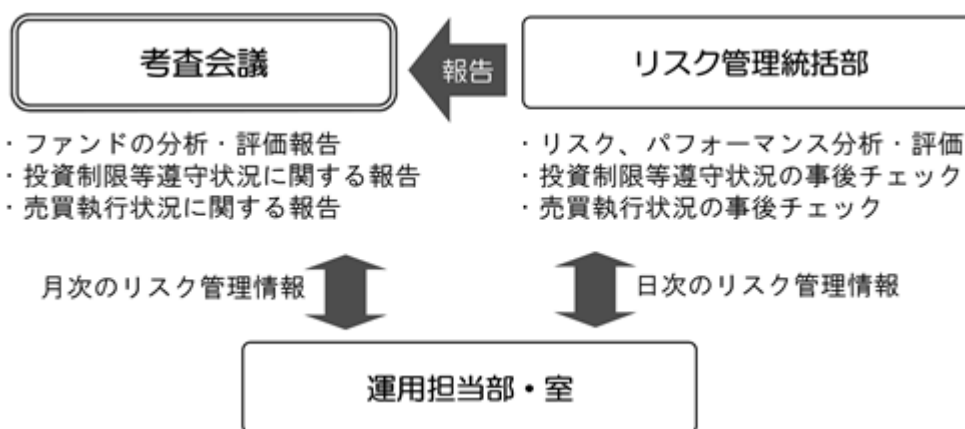 考査会議
報告
リスク管理統括部
・ファンドの分析・評価報告
・投資制限等遵守状況に関する報告
・売買執行状況に関する報告
・リスク、パフォーマンス分析・評価
・投資制限等遵守状況の事後チェック
・売買執行状況の事後チェック
月次のリスク管理情報
日次のリスク管理情報
運用担当部・室